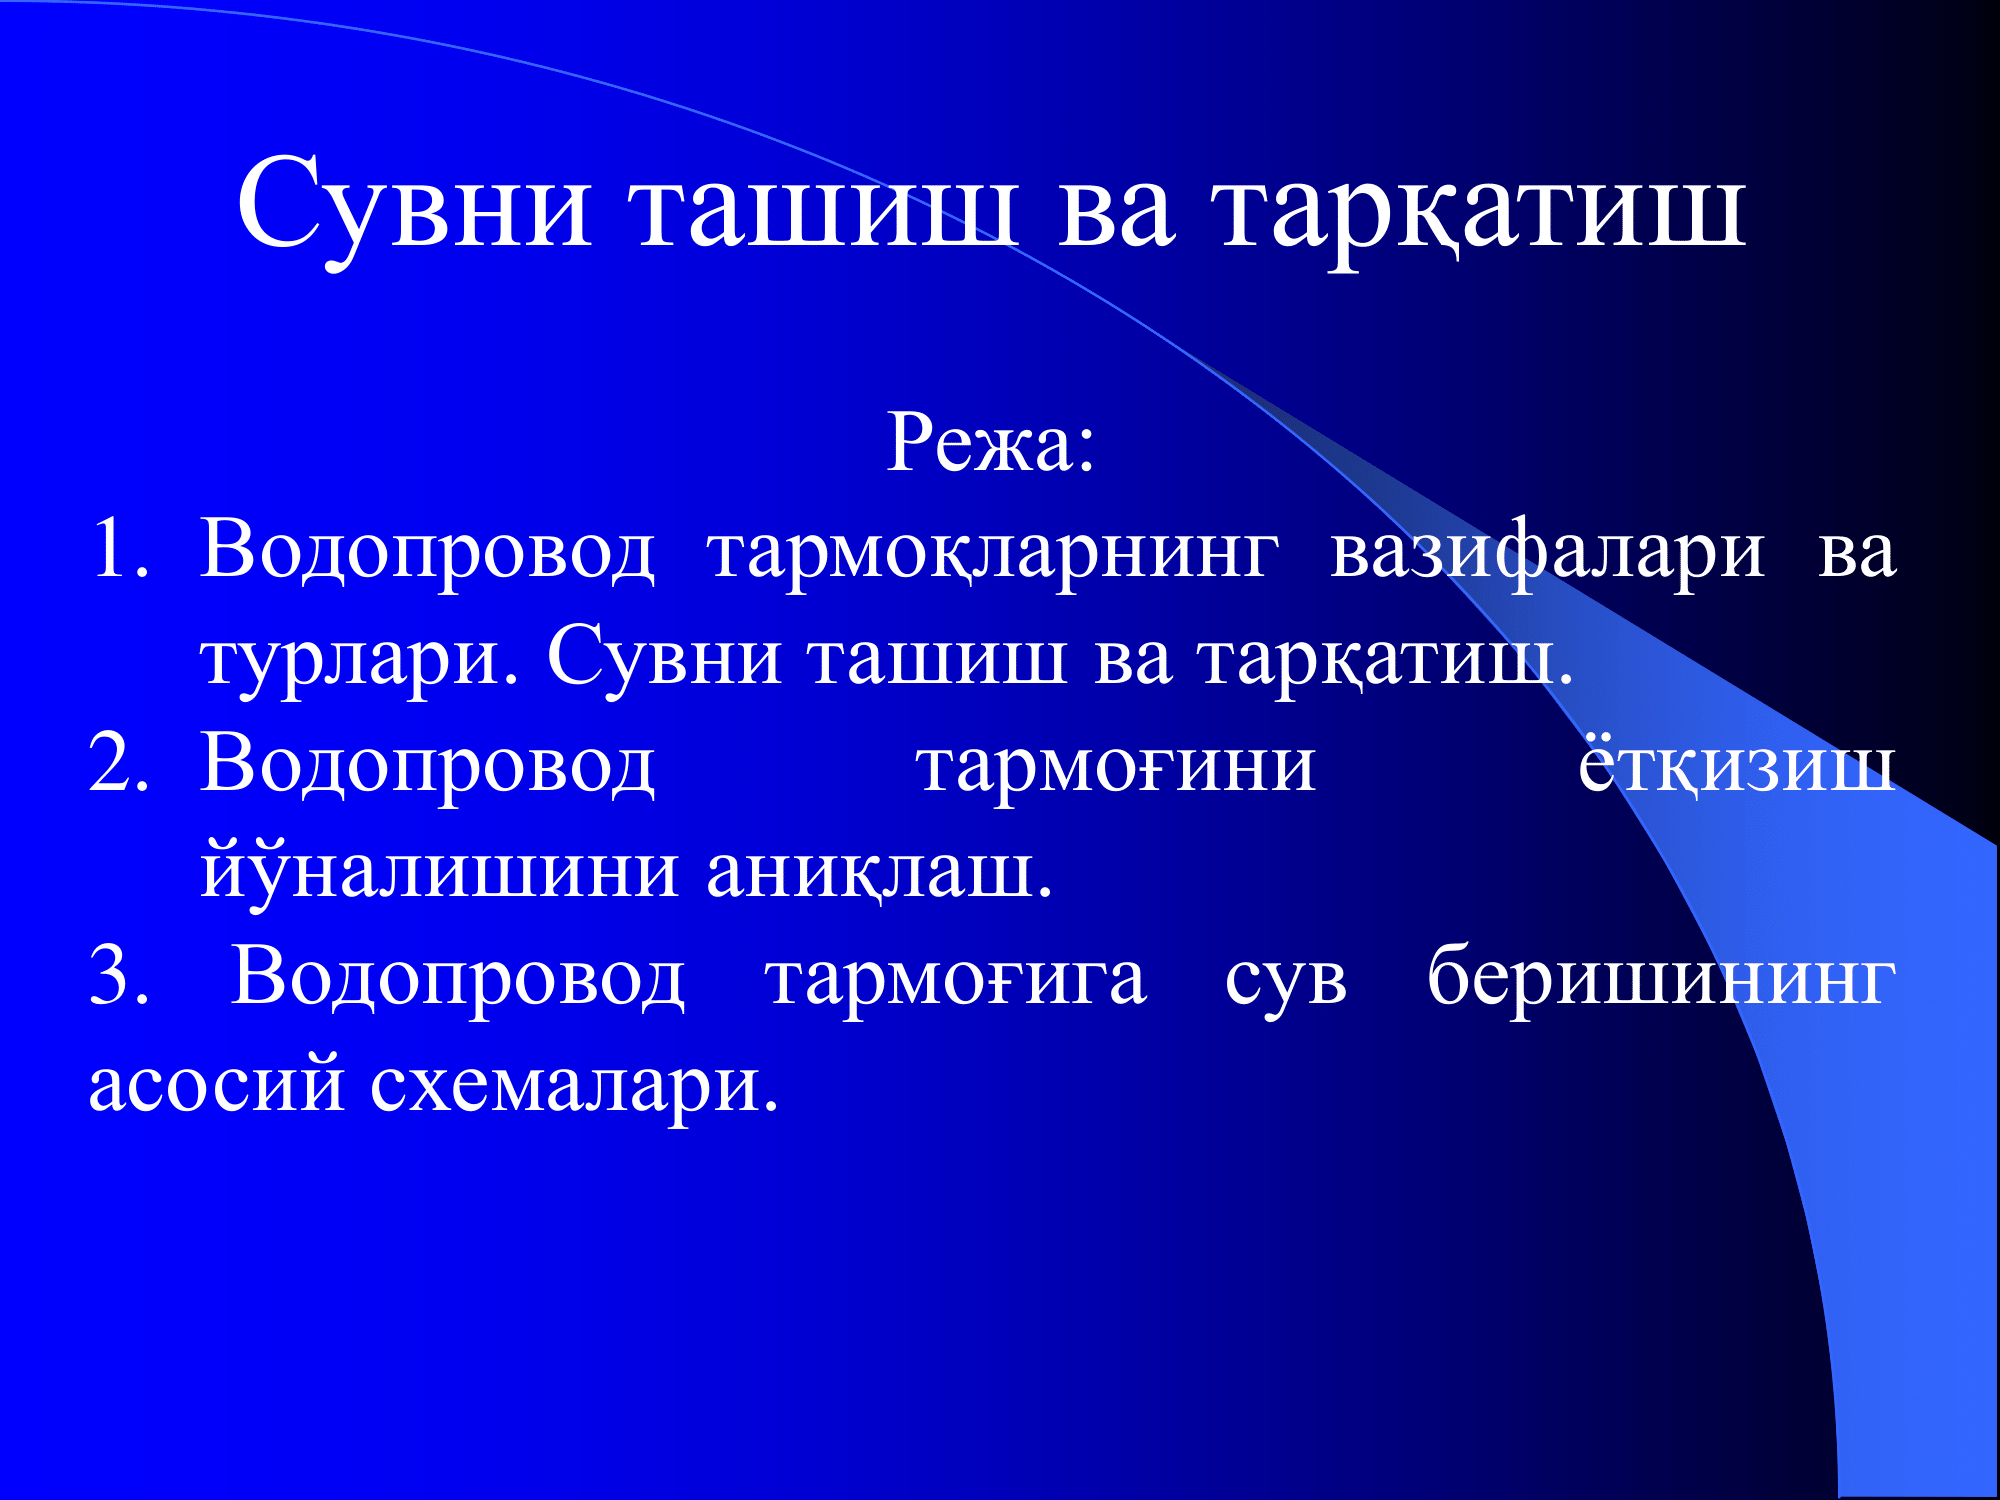 Сувни ташиш ва тарқатиш
Режа:
1. Водопровод тармоқларнинг вазифалари ва
турлари. Сувни ташиш ва тарқатиш.
2. Водопровод тармоғини ётқизиш
йўналишини аниқлаш.
3. Водопровод тармоғига сув беришининг
асосий схемалари.